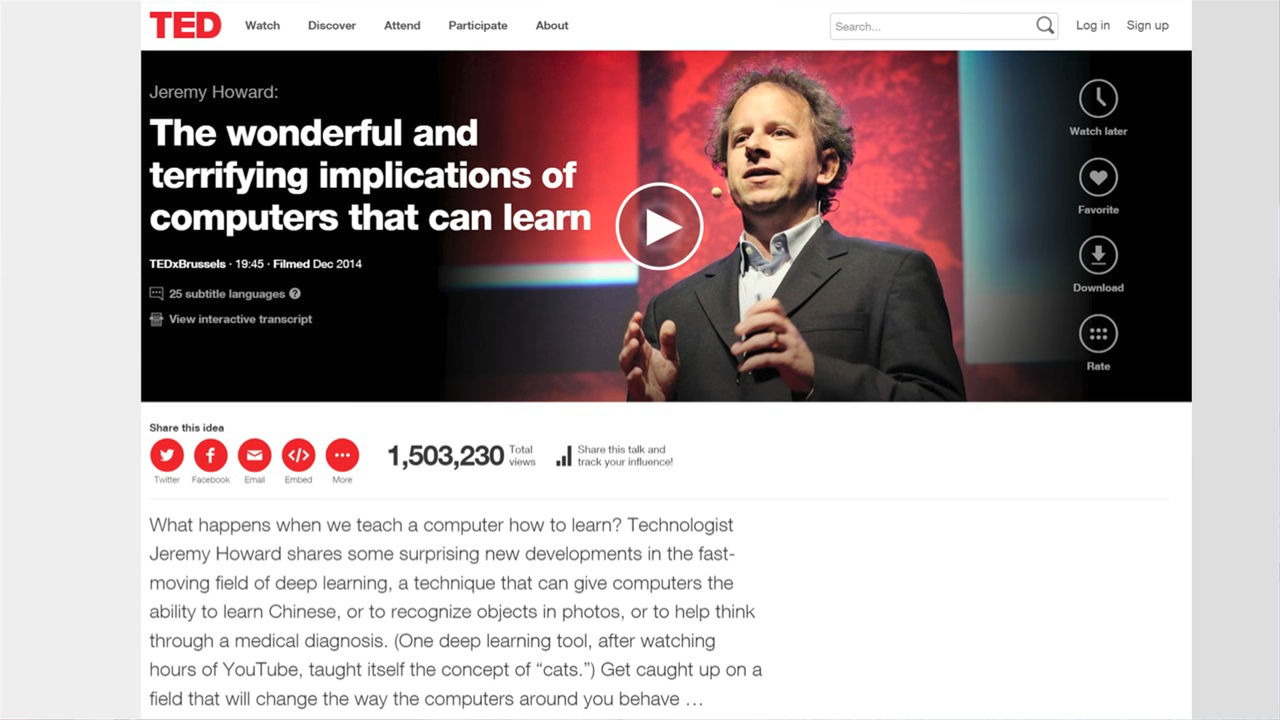 TED
Watch
Discover
Attend
Participate
About
Search...
Log in
Sign up
Jeremy Howard:
The wonderful and
terrifying implications of
computers that can learn
TEDxBrussels · 19:45 · Filmed Dec 2014
25 subtitle languages ?
View interactive transcript
Watch later
Favorite
Download
Rate
Share this idea
Twitter
Facebook
Email
Embed
More
1,503,230
Total
views
Share this talk and
track your influence!
What happens when we teach a computer how to learn? Technologist
Jeremy Howard shares some surprising new developments in the fast-
moving field of deep learning, a technique that can give computers the
ability to learn Chinese, or to recognize objects in photos, or to help think
through a medical diagnosis. (One deep learning tool, after watching
hours of YouTube, taught itself the concept of “cats.”) Get caught up on a
field that will change the way the computers around you behave …